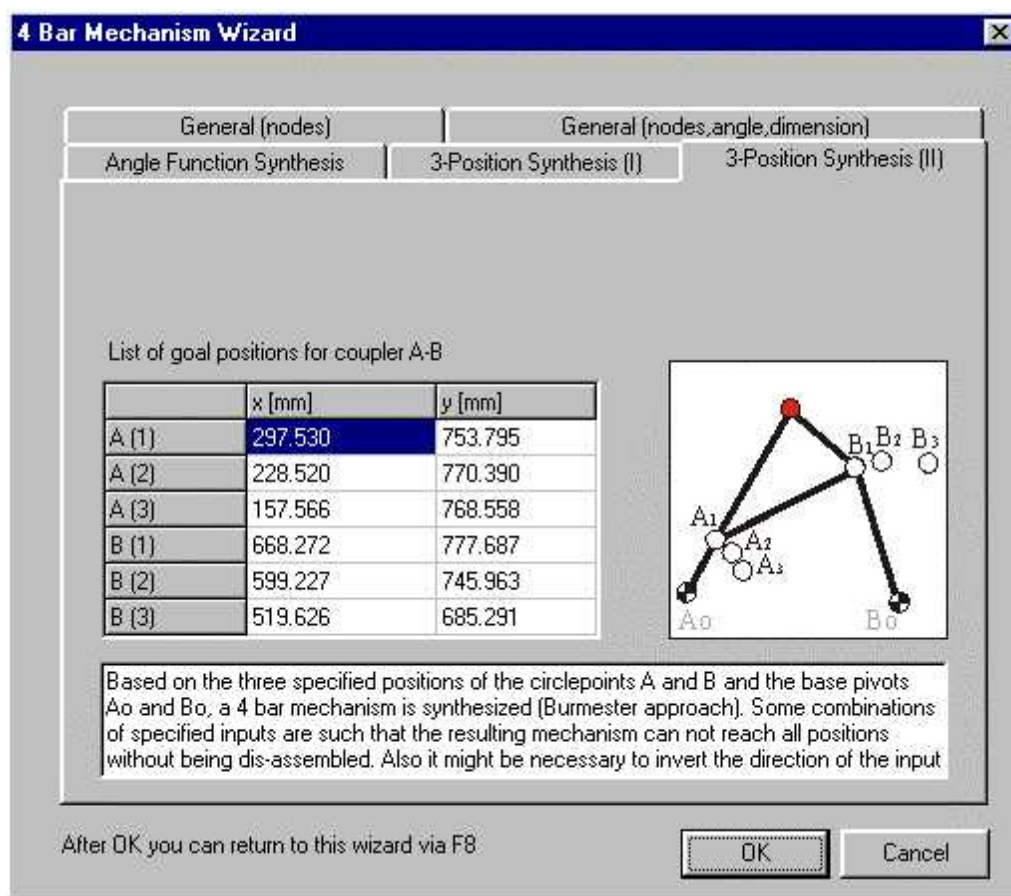 4 Bar Mechanism Wizard
General (nodes)
General (nodes,angle,dimension)
Angle Function Synthesis
3-Position Synthesis (I)
3-Position Synthesis (II)
List of goal positions for coupler A-B
x [mm] y [mm]
A (1) 297.530 753.795
A (2) 228.520 770.390
A (3) 157.566 768.558
B (1) 668.272 777.687
B (2) 599.227 745.963
B (3) 519.626 685.291
B1 B2 B3
A1
A2
A3
Ao Bo
Based on the three specified positions of the circlepoints A and B and the base pivots
Ao and Bo, a 4 bar mechanism is synthesized (Burmester approach). Some combinations
of specified inputs are such that the resulting mechanism can not reach all positions
without being dis-assembled. Also it might be necessary to invert the direction of the input
After OK you can return to this wizard via F8
OK
Cancel